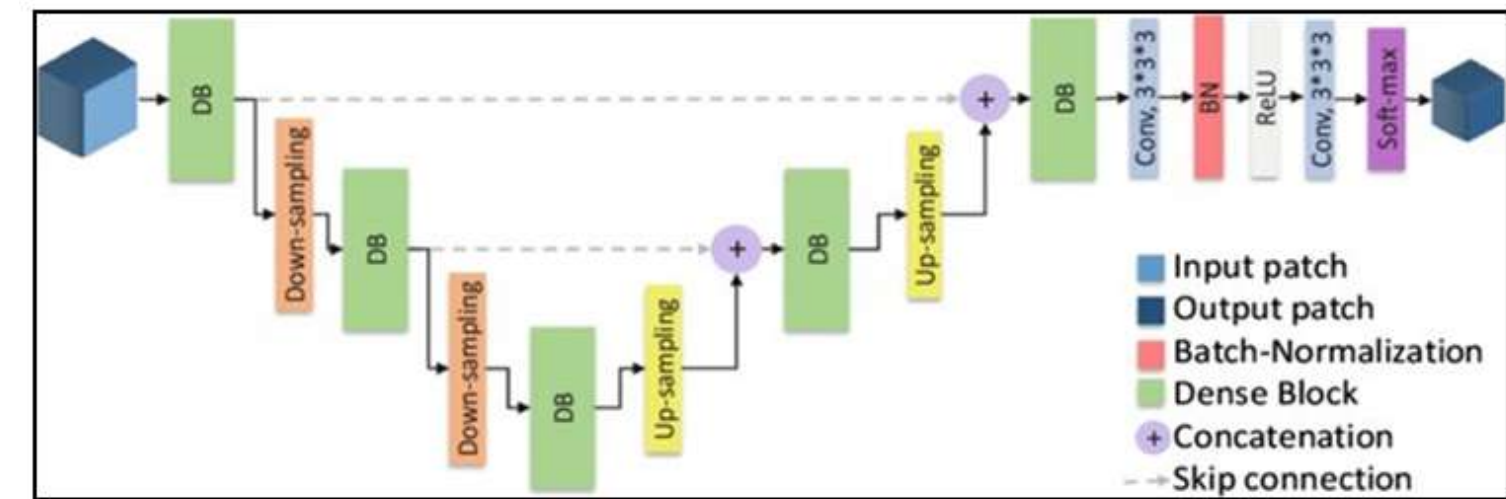 DB
Down-sampling
DB
Down-sampling
DB
Up-sampling
+
DB
Up-sampling
+
DB
Conv, 3*3*3
BN
ReLU
Conv, 3*3*3
Soft-max
Input patch
Output patch
Batch-Normalization
Dense Block
+ Concatenation
Skip connection